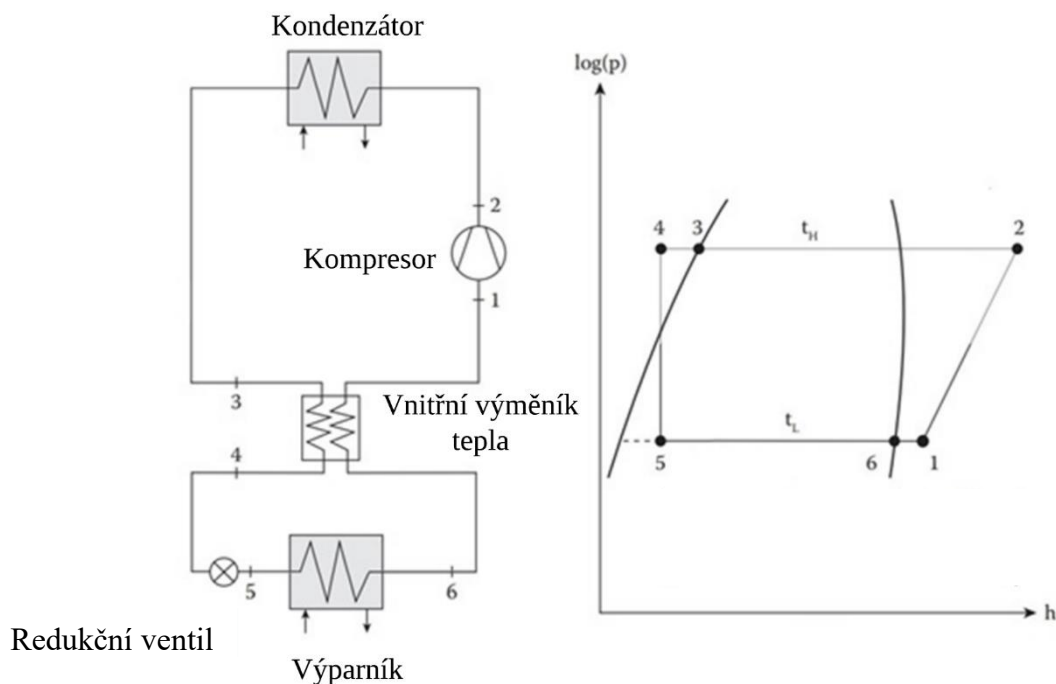 Kondenzátor
2
Kompresor
1
3
Vnitřní výměník
tepla
4
5
6
Redukční ventil
Výparník
log(p)
4
3
t_H
2
t_L
5
6
1
h